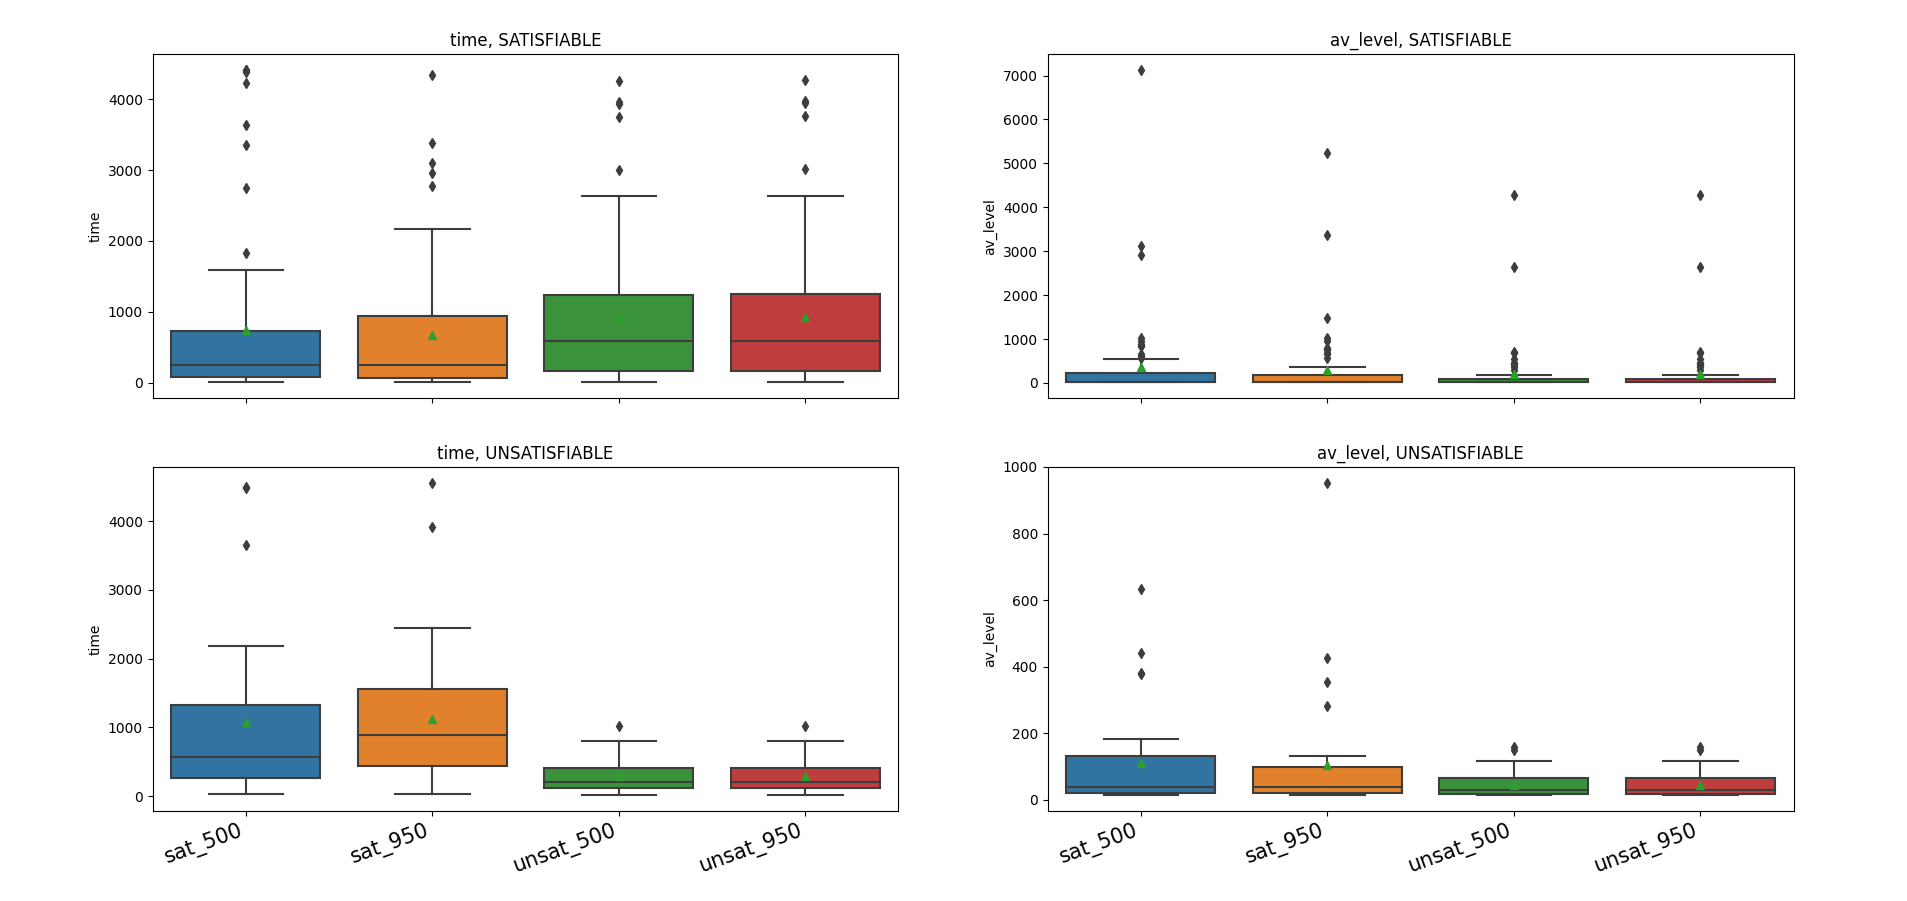 time, SATISFIABLE
time
4000
3000
2000
1000
0
av_level, SATISFIABLE
av_level
7000
6000
5000
4000
3000
2000
1000
0
time, UNSATISFIABLE
time
4000
3000
2000
1000
0
sat_500
sat_950
unsat_500
unsat_950
av_level, UNSATISFIABLE
av_level
1000
800
600
400
200
0
sat_500
sat_950
unsat_500
unsat_950